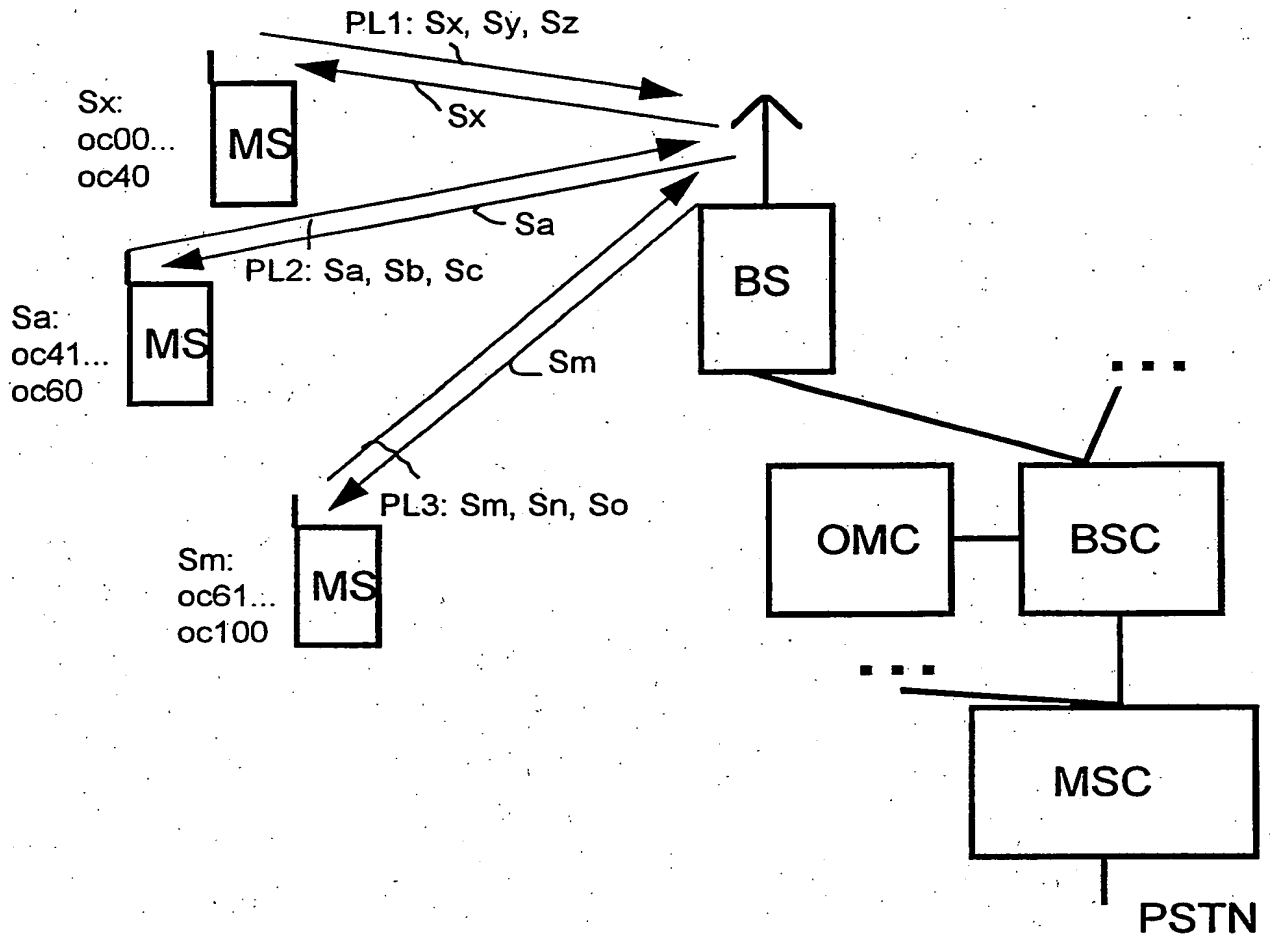 PL1: Sx, Sy, Sz
Sx
Sx:
oc00...
oc40
MS
Sa
PL2: Sa, Sb, Sc
BS
Sa:
oc41...
oc60
MS
Sm
...
PL3: Sm, Sn, So
OMC
BSC
Sm:
oc61...
oc100
MS
...
MSC
PSTN